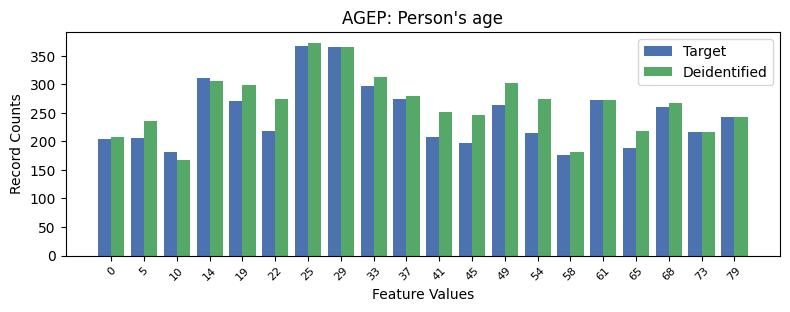 AGEP: Person's age
Target
Deidentified
Record Counts
350
300
250
200
150
100
50
0
0 5 10 14 19 22 25 29 33 37 41 45 49 54 58 61 65 68 73 79
Feature Values